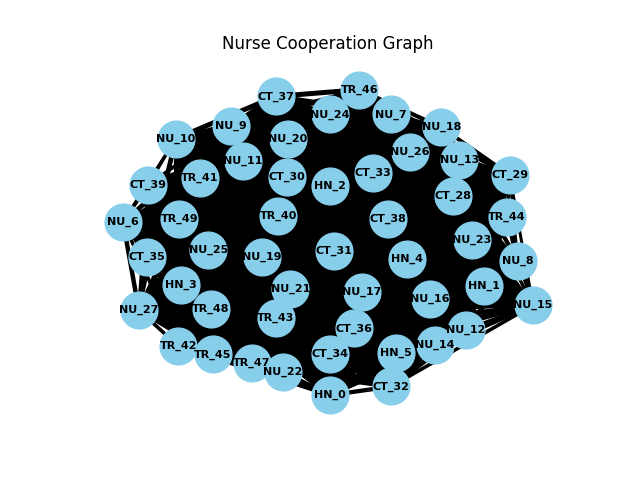 Nurse Cooperation Graph
TR_46
CT_37
NU_24
NU_7
NU_9
NU_18
NU_10
NU_20
NU_26
NU_11
NU_13
CT_33
CT_29
CT_30
TR_41
CT_39
HN_2
CT_28
TR_40
TR_44
TR_49
CT_38
NU_6
NU_23
NU_25
CT_31
CT_35
NU_19
HN_4
NU_8
HN_3
HN_1
NU_21
NU_17
NU_16
NU_15
TR_48
NU_27
TR_43
CT_36
NU_12
TR_42
NU_14
TR_45
CT_34
HN_5
TR_47
NU_22
CT_32
HN_0